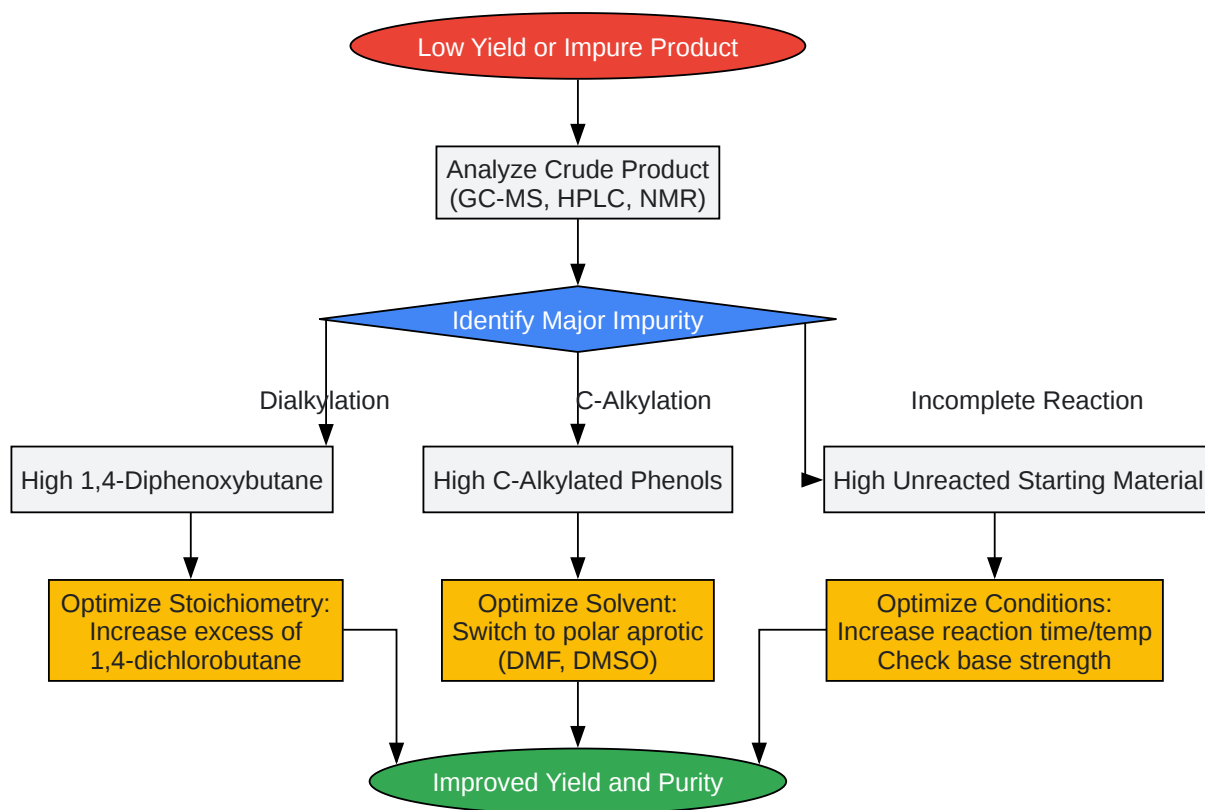 Low Yield or Impure Product
Analyze Crude Product
(GC-MS, HPLC, NMR)
Identify Major Impurity
Dialkylation
C-Alkylation
Incomplete Reaction
High 1,4-Diphenoxybutane
High C-Alkylated Phenols
High Unreacted Starting Material
Optimize Stoichiometry:
Increase excess of
1,4-dichlorobutane
Optimize Solvent:
Switch to polar aprotic
(DMF, DMSO)
Optimize Conditions:
Increase reaction time/temp
Check base strength
Improved Yield and Purity